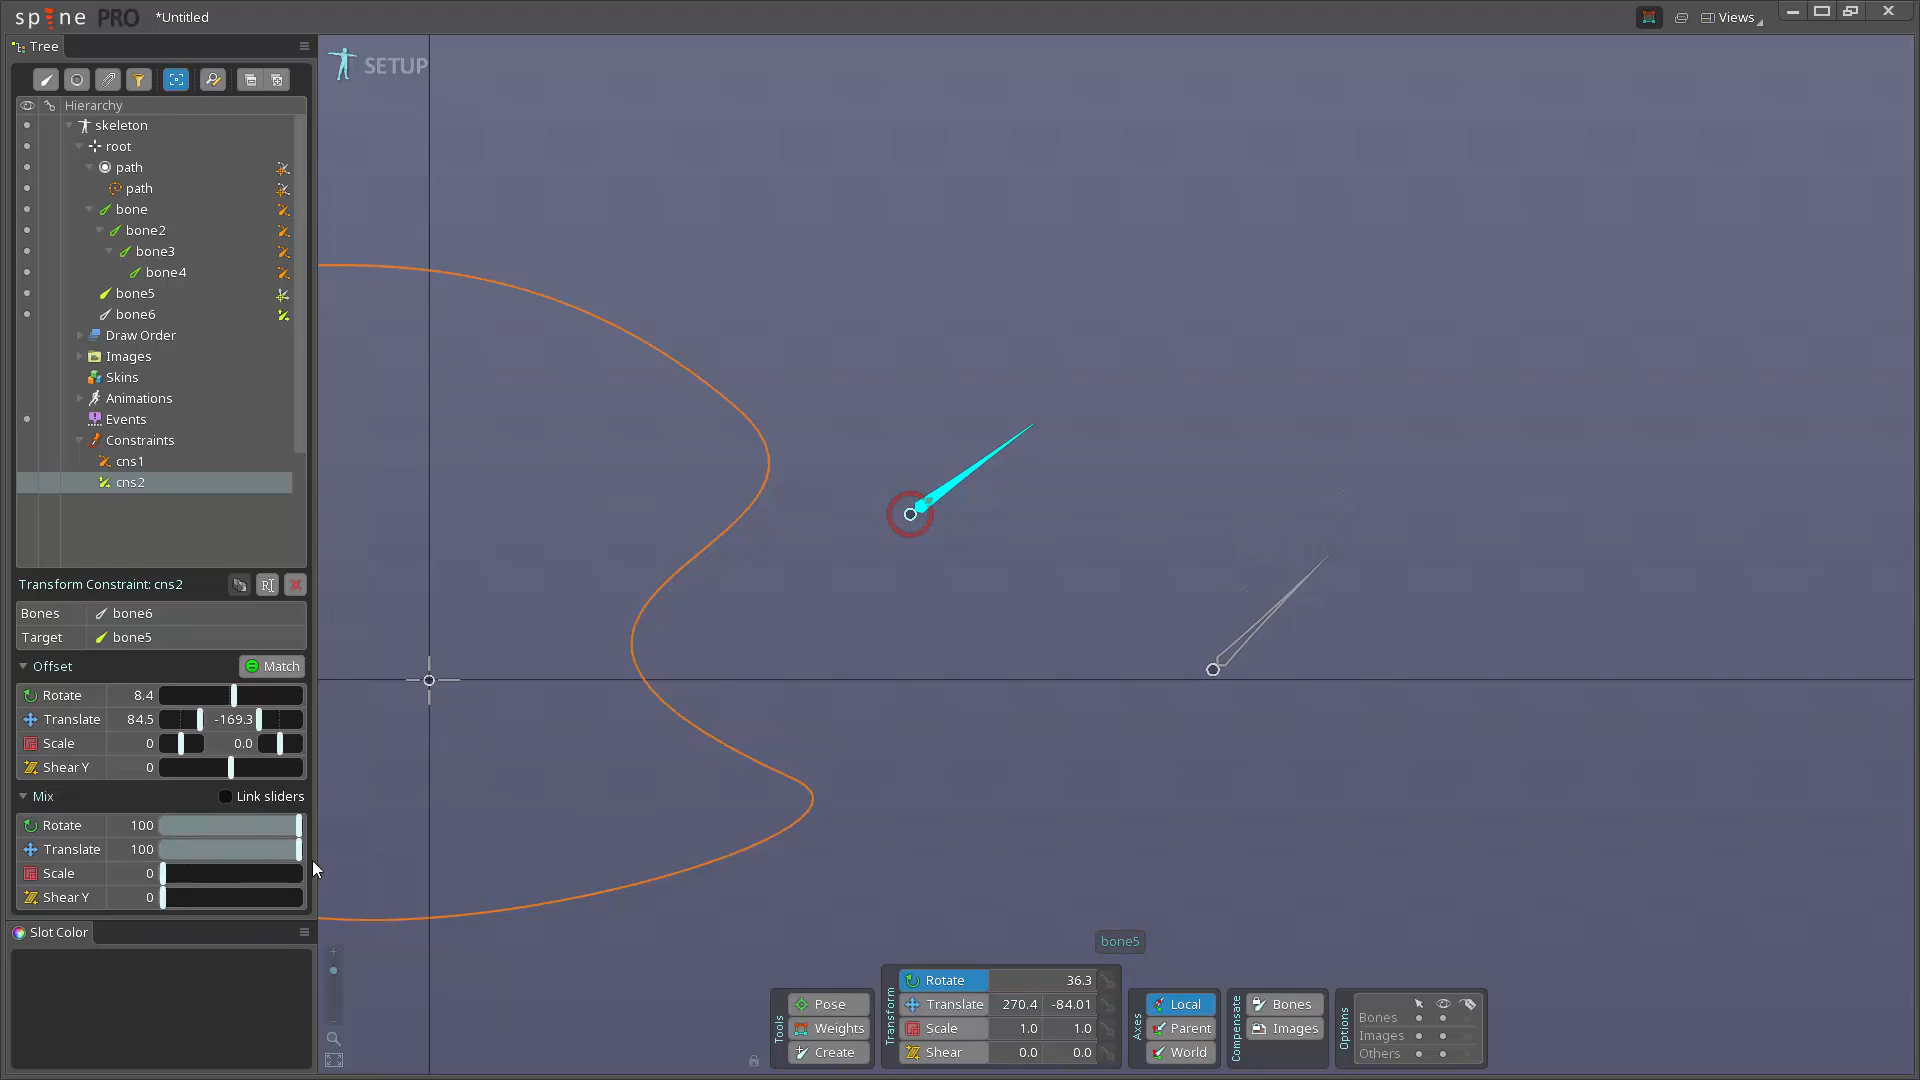 spine PRO
*Untitled
Views
Tree
SETUP
Hierarchy
skeleton
root
path
path
bone
bone2
bone3
bone4
bone5
bone6
Draw Order
Images
Skins
Animations
Events
Constraints
cns1
cns2
Transform Constraint: cns2
Bones bone6
Target bone5
Offset Match
Rotate 8.4
Translate 84.5 -169.3
Scale 0 0.0
Shear Y 0
Mix Link sliders
Rotate 100
Translate 100
Scale 0
Shear Y 0
Slot Color
bone5
Tools
Pose
Weights
Create
Transform
Rotate 36.3
Translate 270.4 -84.01
Scale 1.0 1.0
Shear 0.0 0.0
Axes
Local
Parent
World
Compensate
Bones
Images
Options
Bones
Images
Others